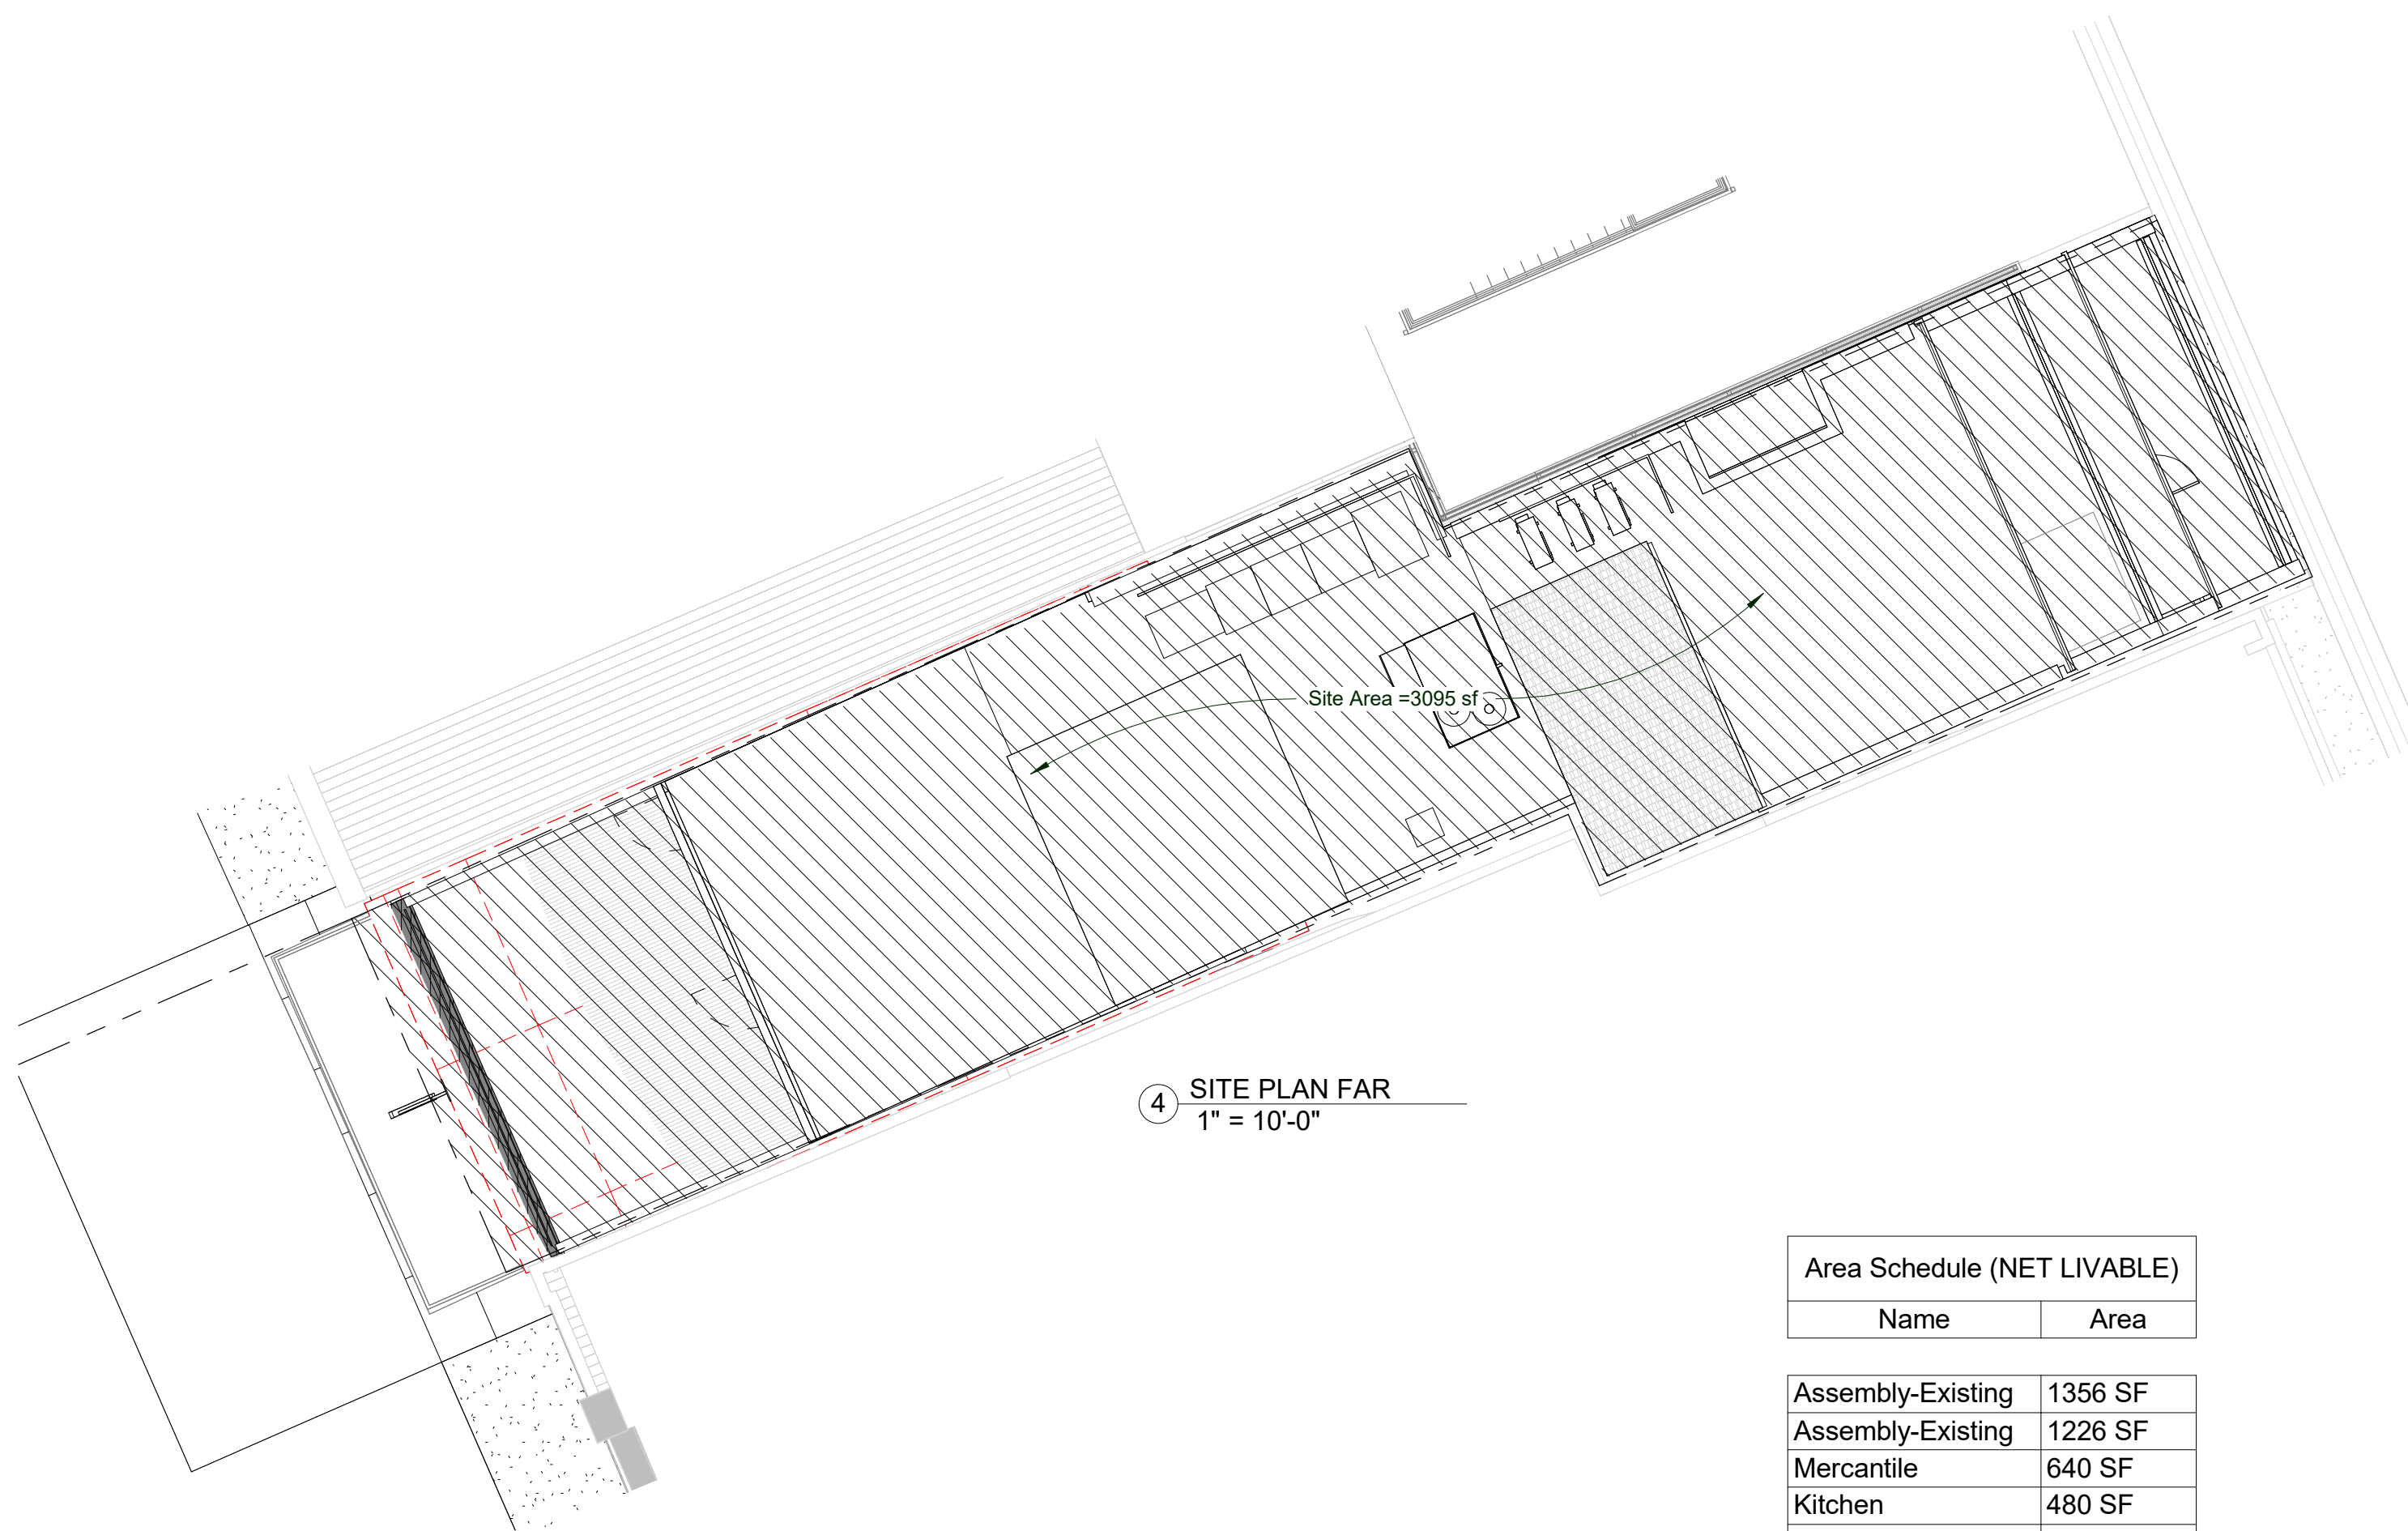 Site Area =3095 sf
4 SITE PLAN FAR
1" = 10'-0"
Area Schedule (NET LIVABLE)
Name Area
Assembly-Existing 1356 SF
Assembly-Existing 1226 SF
Mercantile 640 SF
Kitchen 480 SF